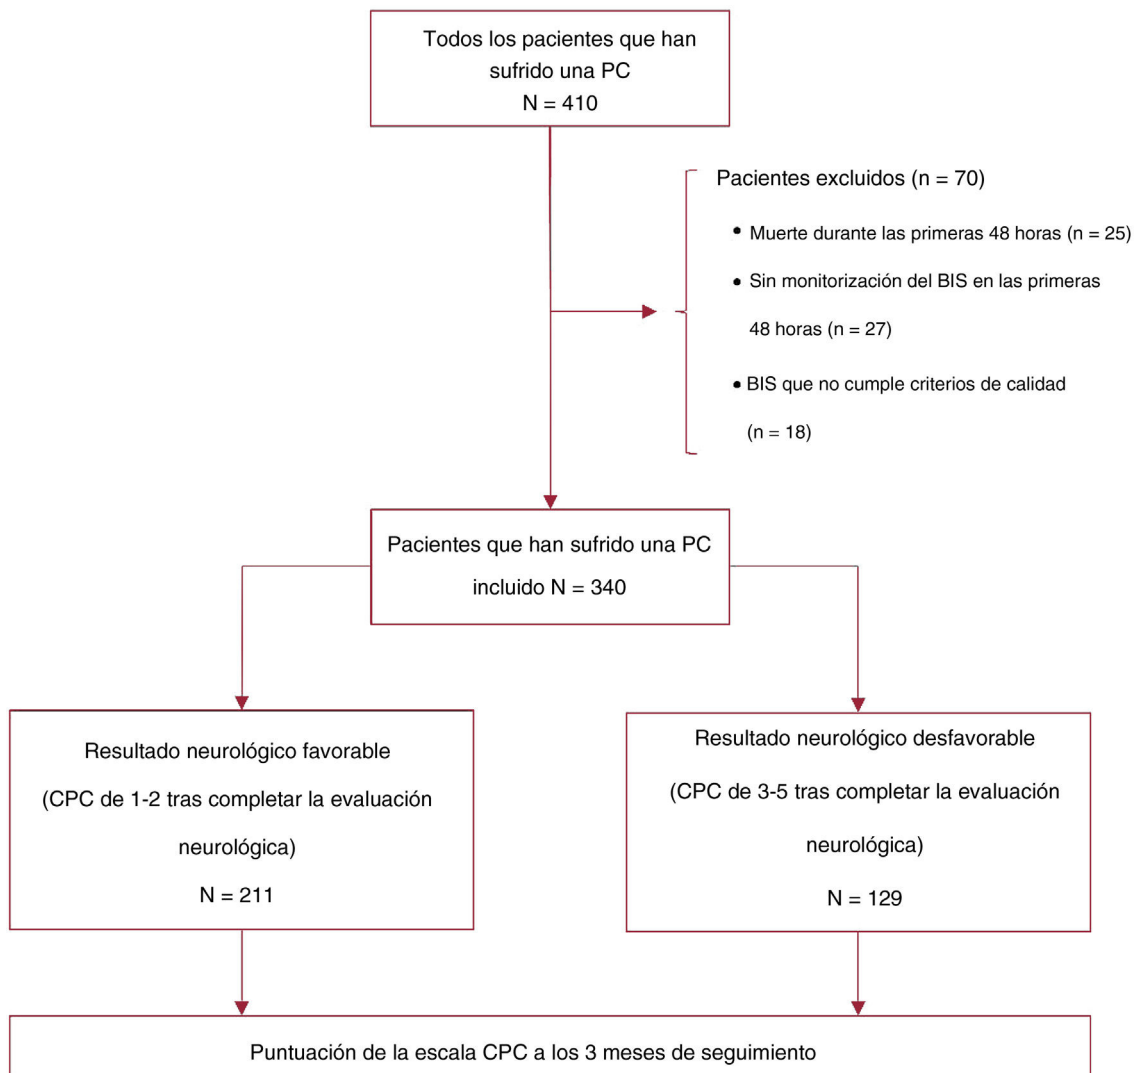 Todos los pacientes que han
sufrido una PC
N = 410
Pacientes excluidos (n = 70)
• Muerte durante las primeras 48 horas (n = 25)
• Sin monitorización del BIS en las primeras
48 horas (n = 27)
• BIS que no cumple criterios de calidad
(n = 18)
Pacientes que han sufrido una PC
incluido N = 340
Resultado neurológico favorable
(CPC de 1-2 tras completar la evaluación
neurológica)
N = 211
Resultado neurológico desfavorable
(CPC de 3-5 tras completar la evaluación
neurológica)
N = 129
Puntuación de la escala CPC a los 3 meses de seguimiento